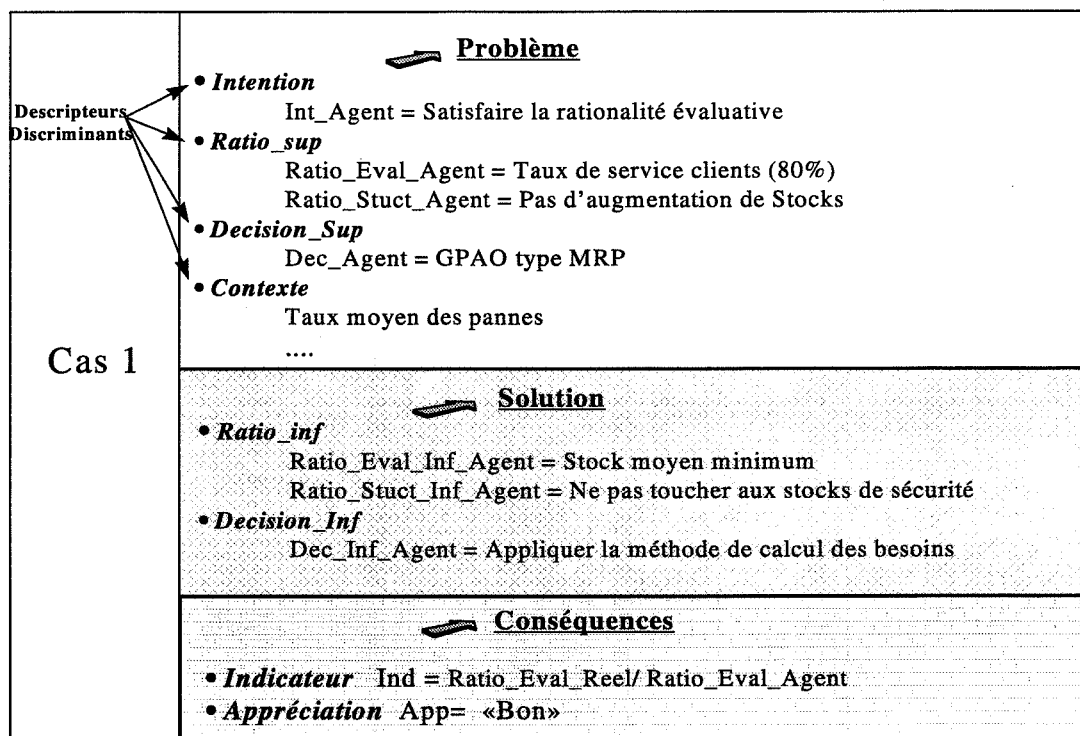 Problème
• Intention
Int_Agent = Satisfaire la rationalité évaluative
Descripteurs
Discriminants
• Ratio_sup
Ratio_Eval_Agent = Taux de service clients (80%)
Ratio_Stuct_Agent = Pas d'augmentation de Stocks
• Decision_Sup
Dec_Agent = GPAO type MRP
• Contexte
Taux moyen des pannes
....
Cas 1
Solution
• Ratio_inf
Ratio_Eval_Inf_Agent = Stock moyen minimum
Ratio_Stuct_Inf_Agent = Ne pas toucher aux stocks de sécurité
• Decision_Inf
Dec_Inf_Agent = Appliquer la méthode de calcul des besoins
Conséquences
• Indicateur Ind = Ratio_Eval_Reel/ Ratio_Eval_Agent
• Appréciation App= «Bon»